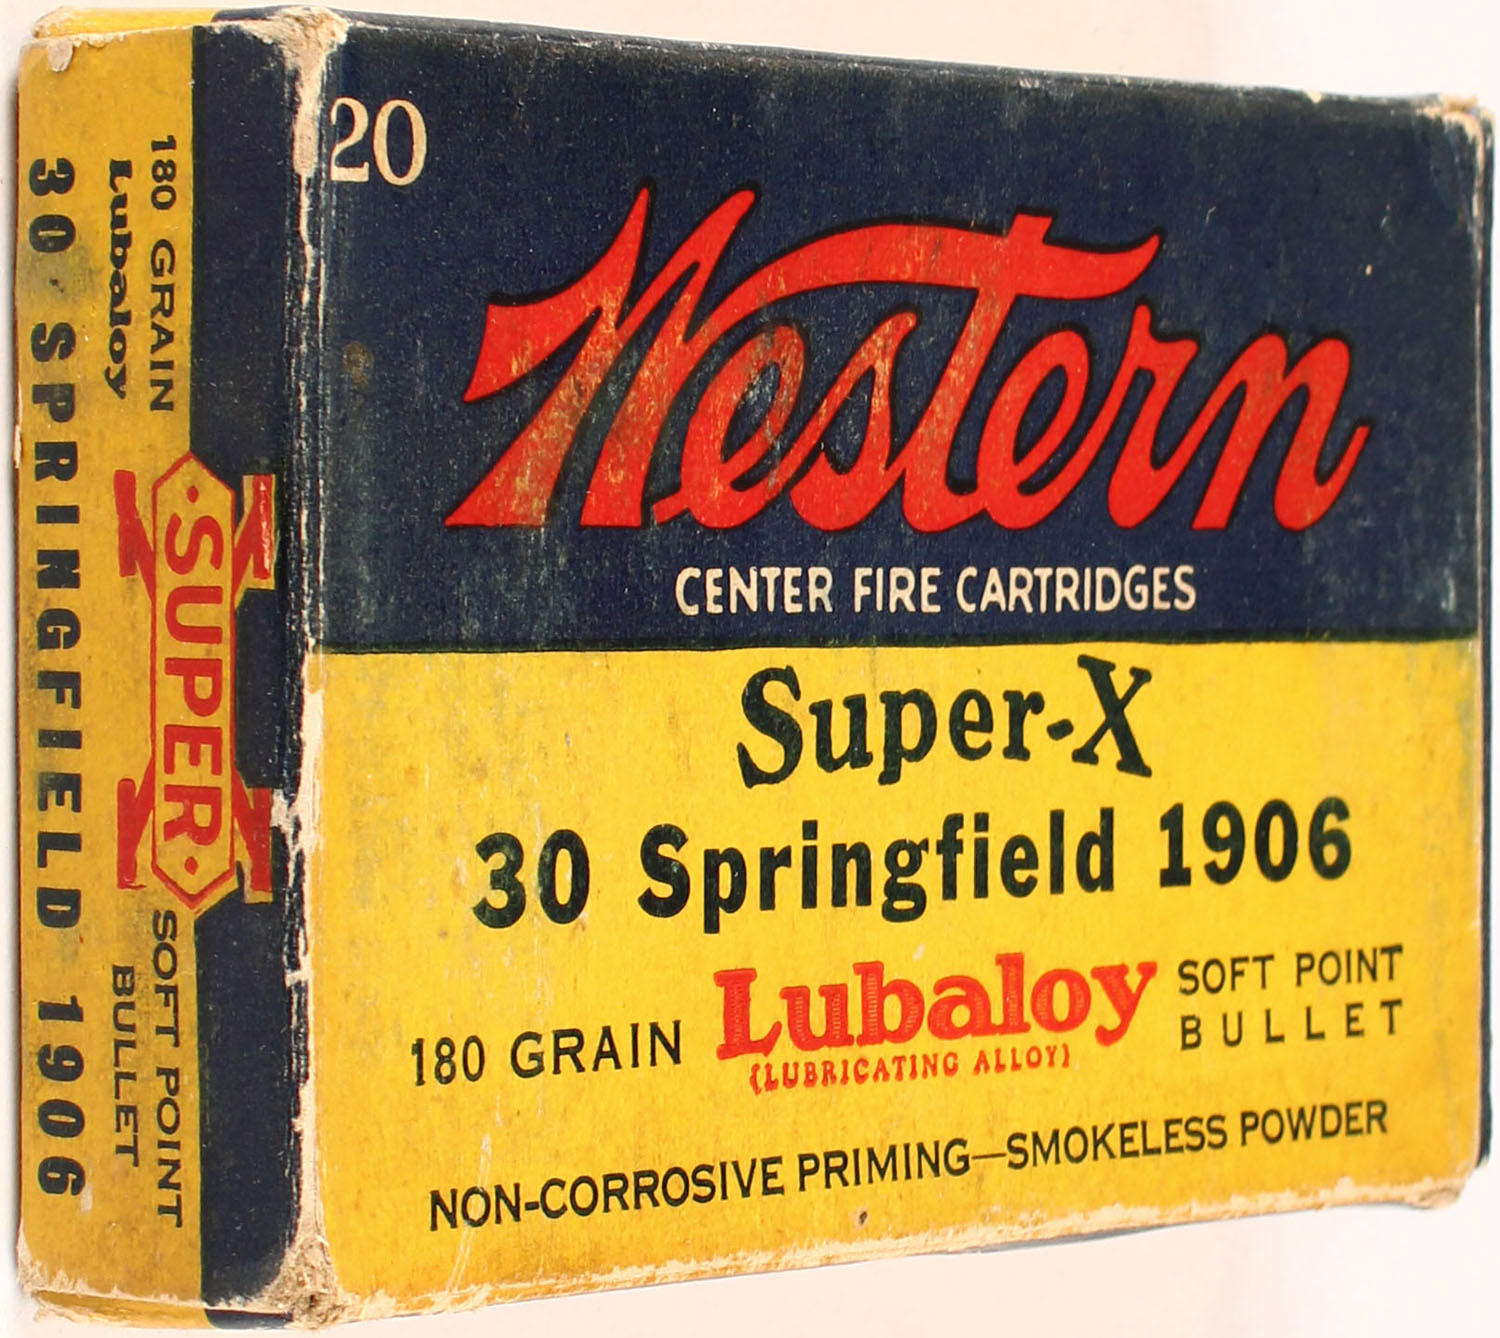 20
Western
CENTER FIRE CARTRIDGES
Super-X
30 Springfield 1906
180 GRAIN Lubaloy SOFT POINT BULLET
(LUBRICATING ALLOY)
NON-CORROSIVE PRIMING—SMOKELESS POWDER
X
SUPER
180 GRAIN SOFT POINT
Lubaloy BULLET
30 SPRINGFIELD 1906